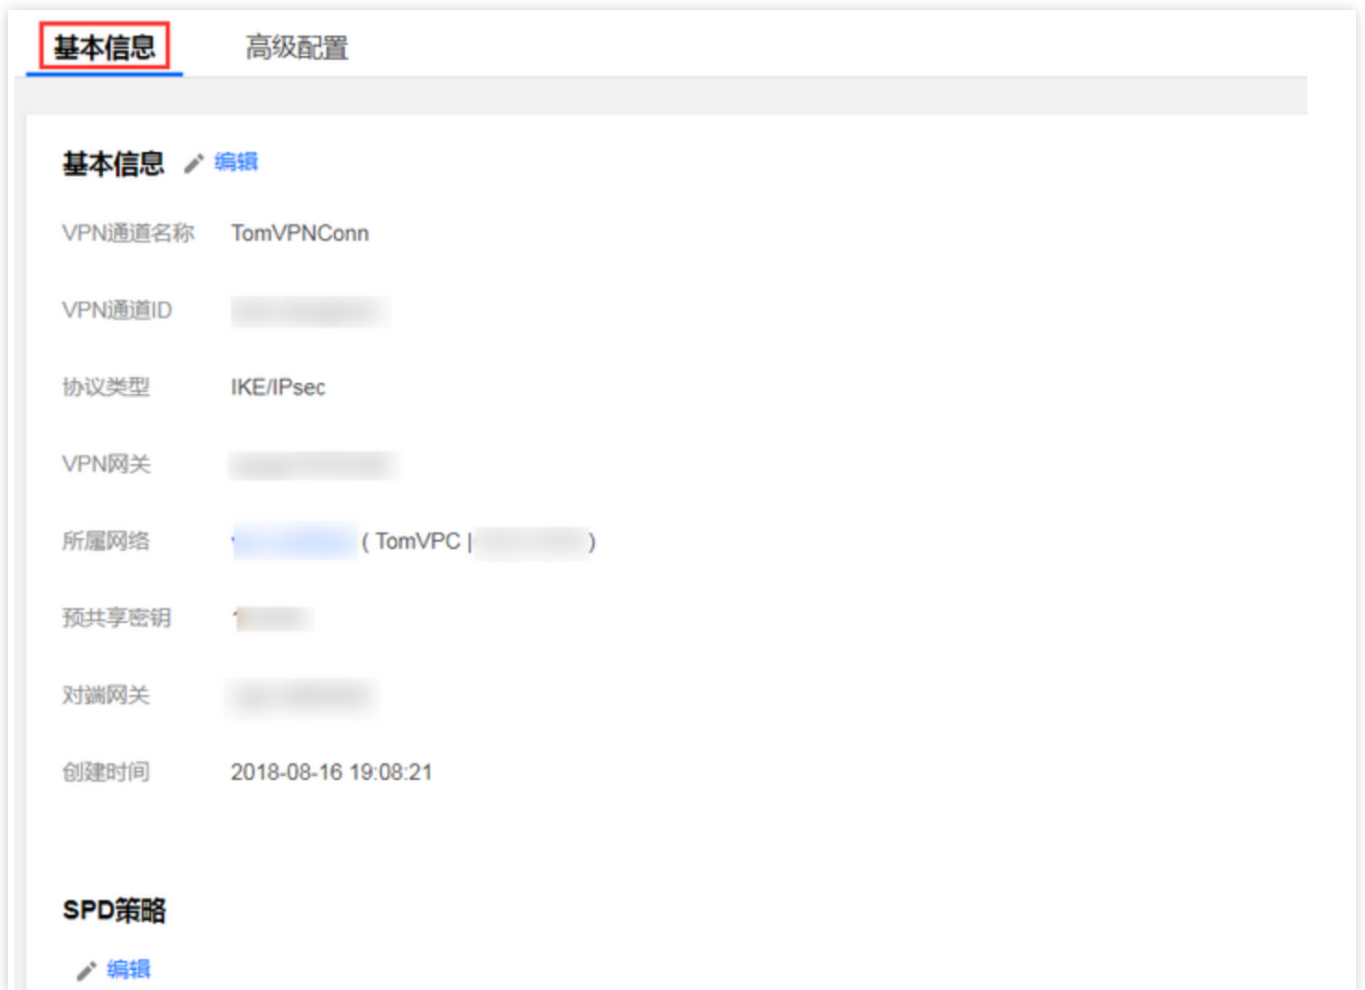 基本信息 高级配置
基本信息 编辑
VPN通道名称 TomVPNConn
VPN通道ID
协议类型 IKE/IPsec
VPN网关
所属网络 ( TomVPC | )
预共享密钥
对端网关
创建时间 2018-08-16 19:08:21
SPD策略
编辑